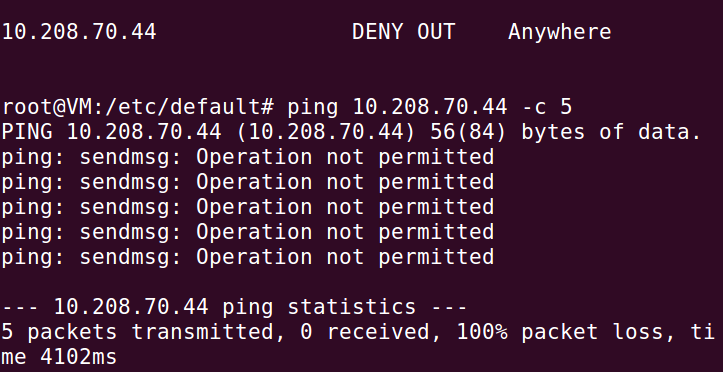 10.208.70.44 DENY OUT Anywhere
root@VM:/etc/default# ping 10.208.70.44 -c 5
PING 10.208.70.44 (10.208.70.44) 56(84) bytes of data.
ping: sendmsg: Operation not permitted
ping: sendmsg: Operation not permitted
ping: sendmsg: Operation not permitted
ping: sendmsg: Operation not permitted
ping: sendmsg: Operation not permitted
--- 10.208.70.44 ping statistics ---
5 packets transmitted, 0 received, 100% packet loss, ti
me 4102ms